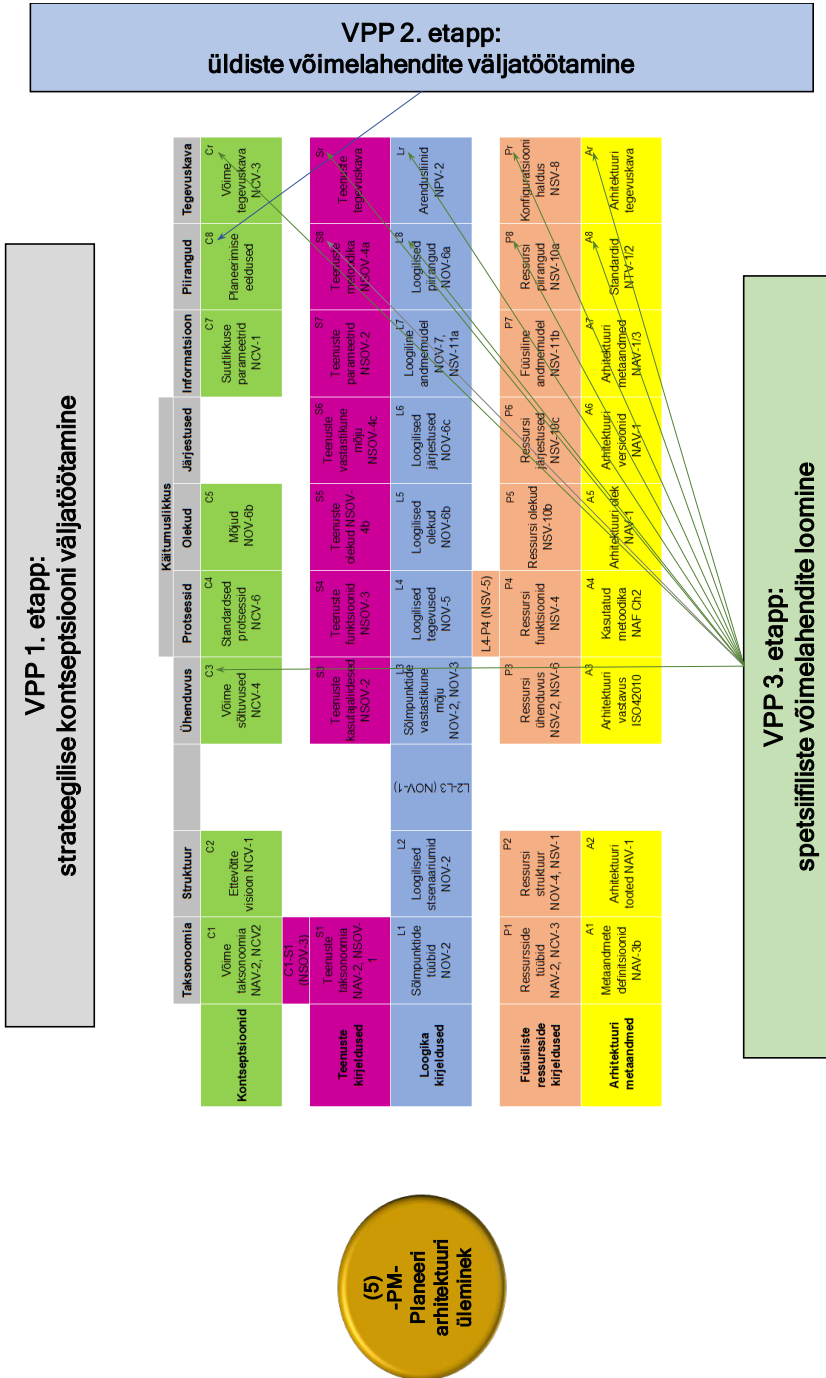 VPP 2. etapp:
üldiste võimelahendite väljatöötamine
VPP 1. etapp:
strateegilise kontseptsiooni väljatöötamine
VPP 3. etapp:
spetsiifiliste võimelahendite loomine
(5)
-PM-
Planeeri
arhitektuuri
üleminek
Käitumuslikkus
Taksonoomia
Struktuur
Ühenduvus
Protsessid
Olekud
Järjestused
Informatsioon
Piirangud
Tegevuskava
Kontseptsioonid
C1
Võime
taksonoomia
NAV-2, NCV2
C2
Ettevõtte
visioon NCV-1
C3
Võime
sõltuvused
NCV-4
C4
Standardsed
protsessid
NCV-6
C5
Mõjud
NOV-6b
C7
Suutlikkuse
parameetrid
NCV-1
C8
Planeerimise
eeldused
Cr
Võime
tegevuskava
NCV-3
C1-S1
(NSOV-3)
Teenuste
kirjeldused
S1
Teenuste
taksonoomia
NAV-2, NSOV-
1
S3
Teenuste
kasutajaliidesed
NSOV-2
S4
Teenuste
funktsioonid
NSOV-3
S5
Teenuste
olekud NSOV-
4b
S6
Teenuste
vastastikune
mõju
NSOV-4c
S7
Teenuste
parameetrid
NSOV-2
S8
Teenuste
metoodika
NSOV-4a
Sr
Teenuste
tegevuskava
Loogika
kirjeldused
L1
Sõlmpunktide
tüübid
NOV-2
L2
Loogilised
stsenaariumid
NOV-2
L2-L3 (NOV-1)
L3
Sõlmpunktide
vastastikune
mõju
NOV-2, NOV-3
L4
Loogilised
tegevused
NOV-5
L5
Loogilised
olekud
NOV-6b
L6
Loogilised
järjestused
NOV-6c
L7
Loogiline
andmemudel
NOV-7,
NSV-11a
L8
Loogilised
piirangud
NOV-6a
Lr
Arendusliinid
NPV-2
L4-P4 (NSV-5)
Füüsiliste
ressursside
kirjeldused
P1
Ressursside
tüübid
NAV-2, NCV-3
P2
Ressursi
struktuur
NOV-4, NSV-1
P3
Ressursi
ühenduvus
NSV-2, NSV-6
P4
Ressursi
funktsioonid
NSV-4
P5
Ressursi olekud
NSV-10b
P6
Ressursi
järjestused
NSV-10c
P7
Füüsiline
andmemudel
NSV-11b
P8
Ressursi
piirangud
NSV-10a
Pr
Konfiguratsiooni
haldus
NSV-8
Arhitektuuri
metaandmed
A1
Metaandmete
definitsioonid
NAV-3b
A2
Arhitektuuri
tooted NAV-1
A3
Arhitektuuri
vastavus
ISO42010
A4
Kasutatud
metoodika
NAF Ch2
A5
Arhitektuuri olek
NAV-1
A6
Arhitektuuri
versioonid
NAV-1
A7
Arhitektuuri
metaandmed
NAV-1/3
A8
Standardid
NTV-1/2
Ar
Arhitektuuri
tegevuskava